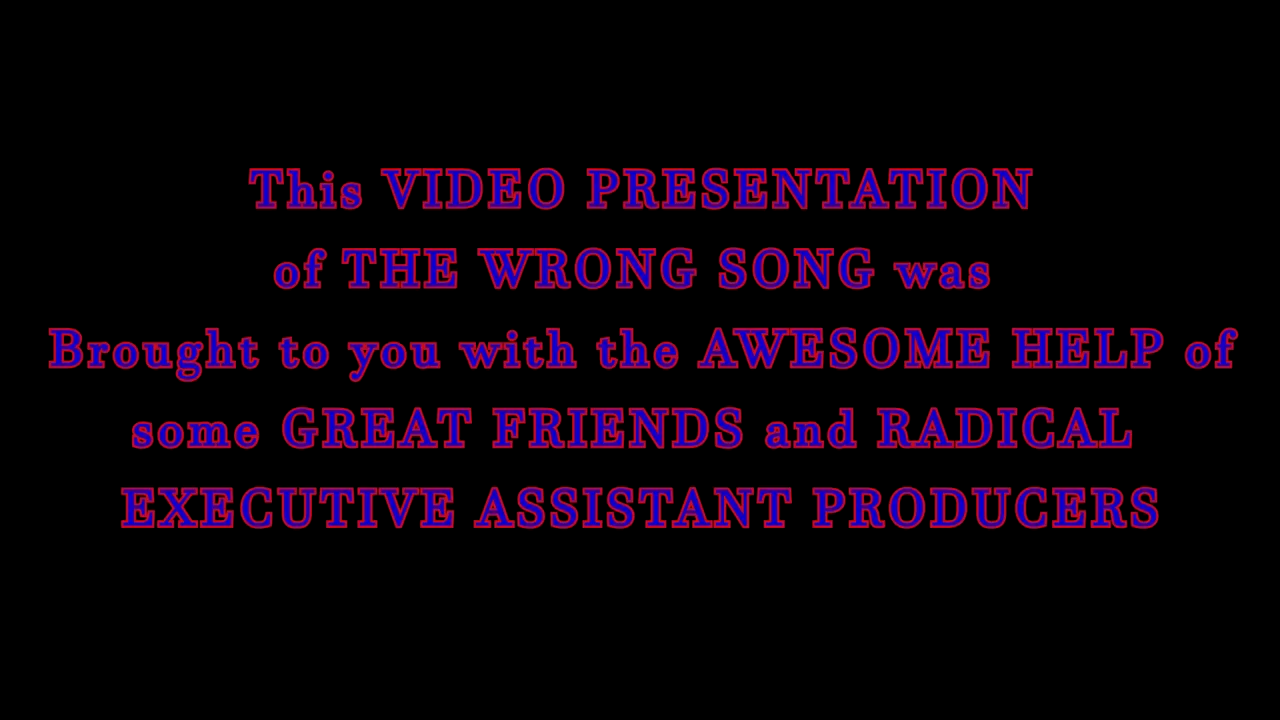 This VIDEO PRESENTATION
of THE WRONG SONG was
Brought to you with the AWESOME HELP of
some GREAT FRIENDS and RADICAL
EXECUTIVE ASSISTANT PRODUCERS